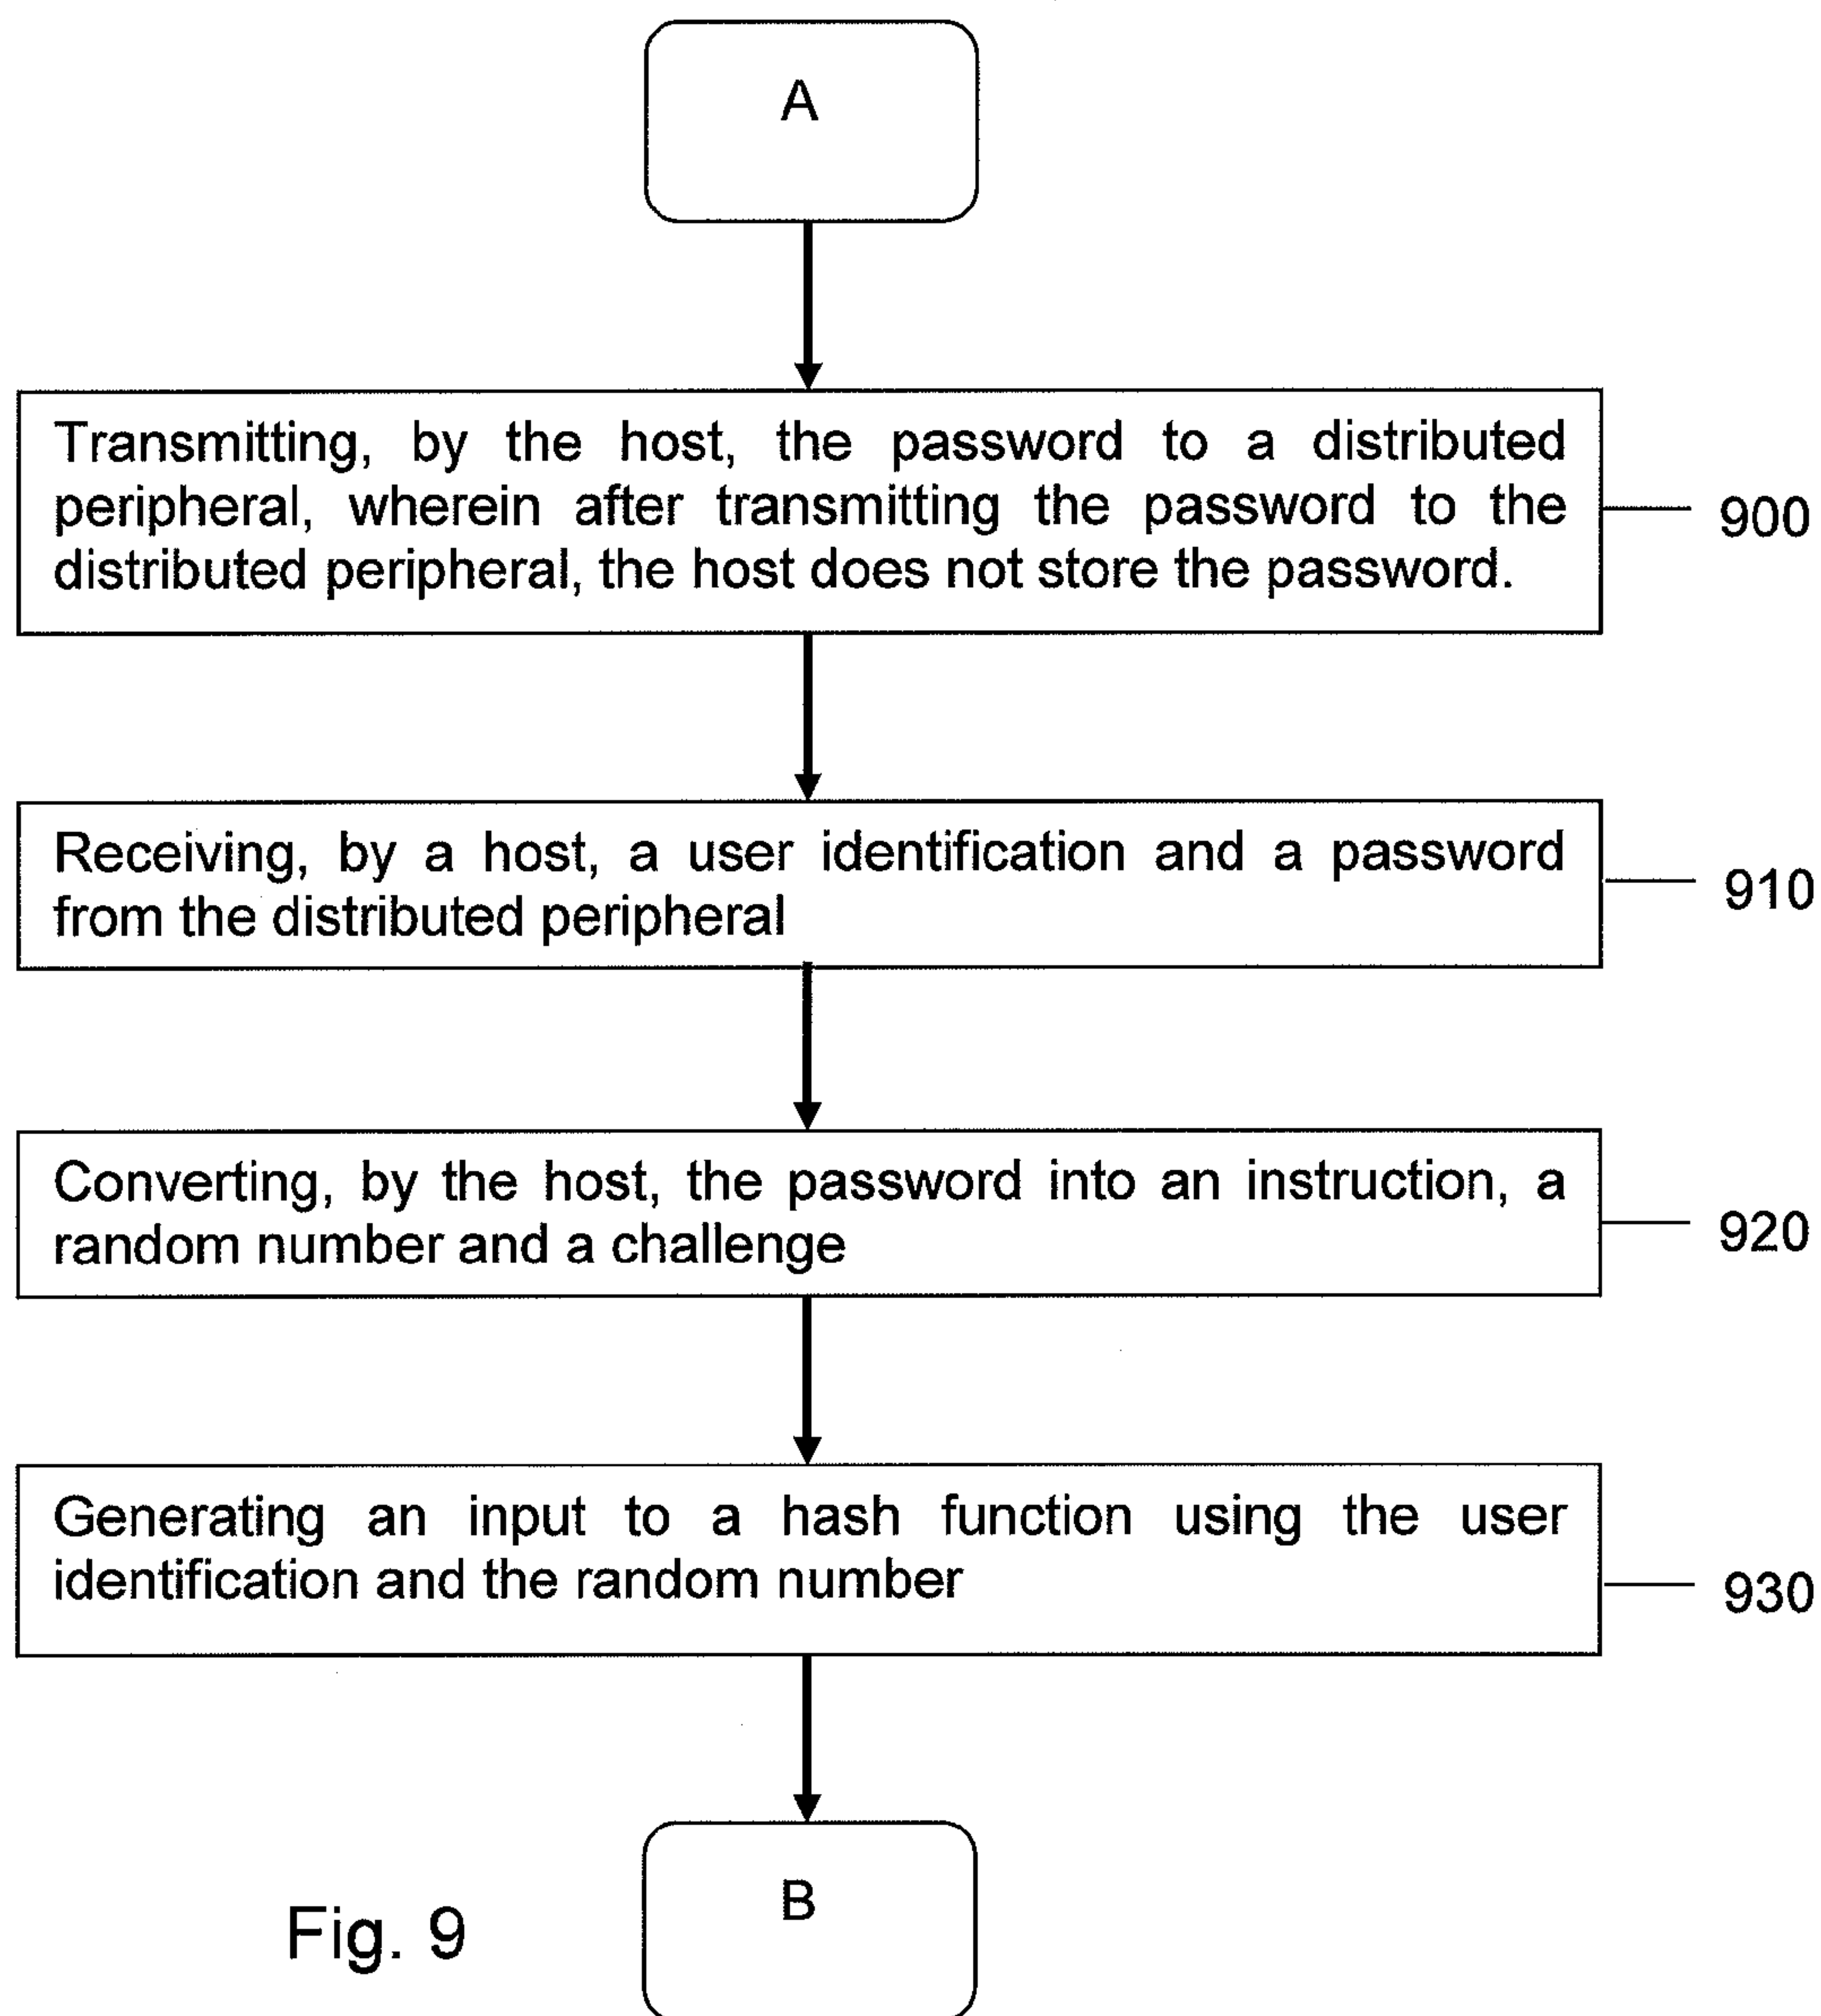 A
Transmitting, by the host, the password to a distributed
peripheral, wherein after transmitting the password to the
distributed peripheral, the host does not store the password.
900
Receiving, by a host, a user identification and a password
from the distributed peripheral
910
Converting, by the host, the password into an instruction, a
random number and a challenge
920
Generating an input to a hash function using the user
identification and the random number
930
B
Fig. 9